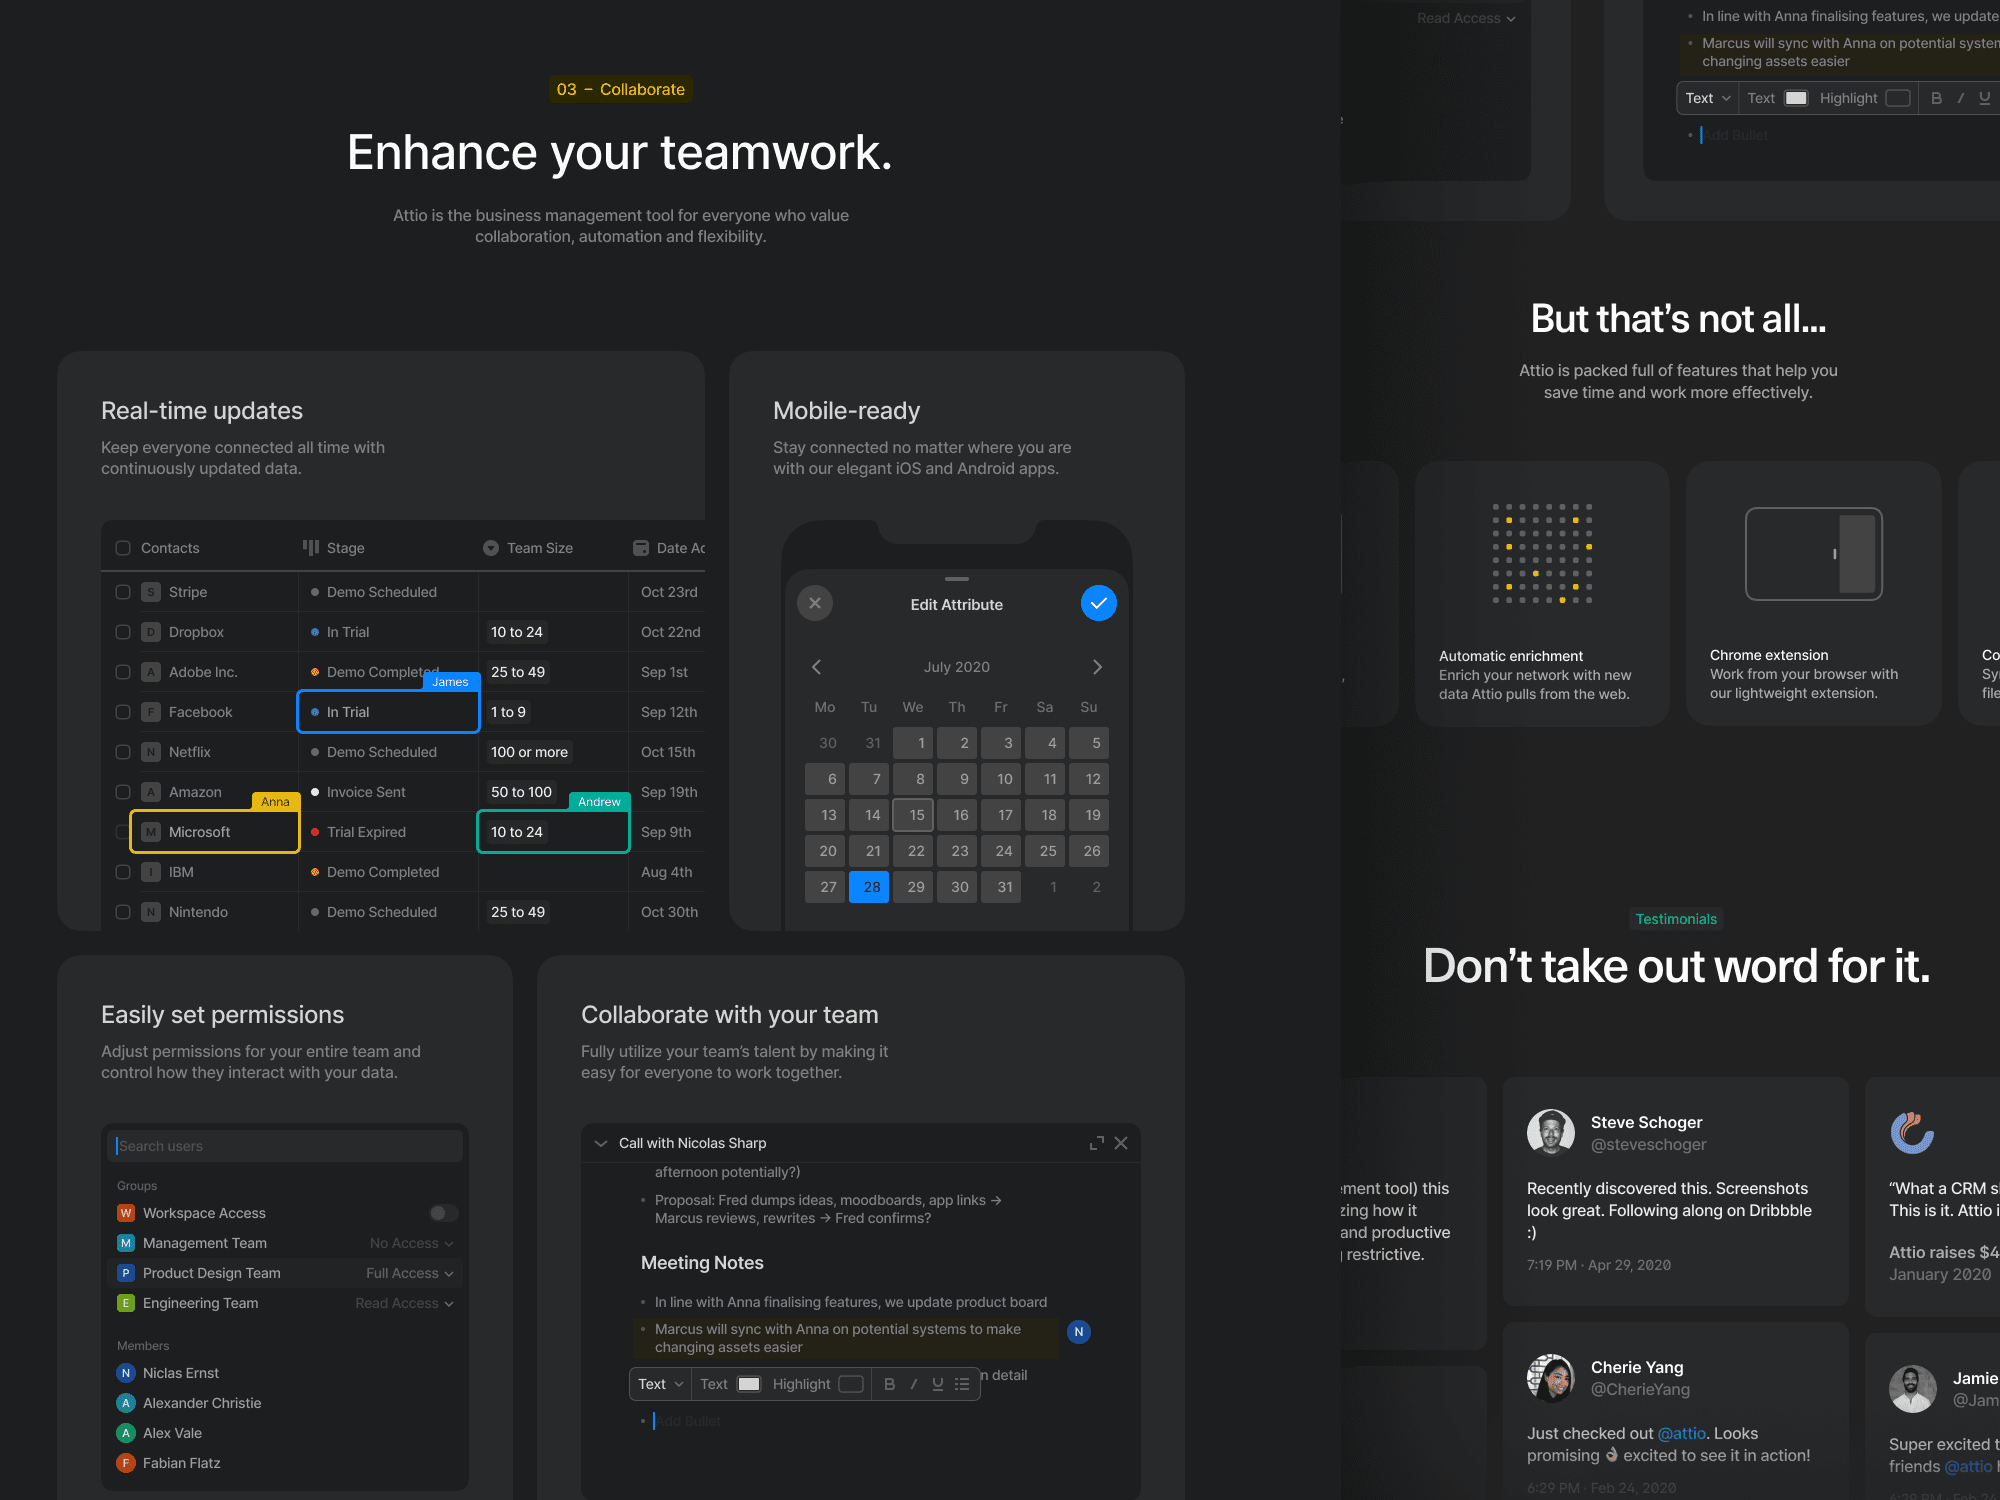 03 – Collaborate
Enhance your teamwork.
Attio is the business management tool for everyone who value
collaboration, automation and flexibility.
Real-time updates
Keep everyone connected all time with
continuously updated data.
Contacts Stage Team Size Date Ad
S Stripe Demo Scheduled Oct 23rd
D Dropbox In Trial 10 to 24 Oct 22nd
A Adobe Inc. Demo Completed 25 to 49 Sep 1st
James
F Facebook In Trial 1 to 9 Sep 12th
N Netflix Demo Scheduled 100 or more Oct 15th
A Amazon Invoice Sent 50 to 100 Sep 19th
Anna Andrew
M Microsoft Trial Expired 10 to 24 Sep 9th
I IBM Demo Completed Aug 4th
N Nintendo Demo Scheduled 25 to 49 Oct 30th
Mobile-ready
Stay connected no matter where you are
with our elegant iOS and Android apps.
Edit Attribute
July 2020
Mo Tu We Th Fr Sa Su
30 31 1 2 3 4 5
6 7 8 9 10 11 12
13 14 15 16 17 18 19
20 21 22 23 24 25 26
27 28 29 30 31 1 2
Easily set permissions
Adjust permissions for your entire team and
control how they interact with your data.
Search users
Groups
W Workspace Access
M Management Team No Access
P Product Design Team Full Access
E Engineering Team Read Access
Members
N Niclas Ernst
A Alexander Christie
A Alex Vale
F Fabian Flatz
Collaborate with your team
Fully utilize your team’s talent by making it
easy for everyone to work together.
Call with Nicolas Sharp
afternoon potentially?)
• Proposal: Fred dumps ideas, moodboards, app links →
Marcus reviews, rewrites → Fred confirms?
Meeting Notes
• In line with Anna finalising features, we update product board
• Marcus will sync with Anna on potential systems to make
changing assets easier
N
n detail
Text Text Highlight B I U
• Add Bullet
Read Access
• In line with Anna finalising features, we update
• Marcus will sync with Anna on potential system
changing assets easier
Text Text Highlight B I U
• Add Bullet
But that’s not all...
Attio is packed full of features that help you
save time and work more effectively.
Automatic enrichment
Enrich your network with new
data Attio pulls from the web.
Chrome extension
Work from your browser with
our lightweight extension.
Co
Sy
file
Testimonials
Don’t take out word for it.
ement tool) this
zing how it
and productive
restrictive.
Steve Schoger
@steveschoger
Recently discovered this. Screenshots
look great. Following along on Dribbble
:)
7:19 PM · Apr 29, 2020
“What a CRM s
This is it. Attio i
Attio raises $4
January 2020
Cherie Yang
@CherieYang
Just checked out @attio. Looks
promising 👌🏽 excited to see it in action!
6:29 PM · Feb 24, 2020
Jamie
@Jam
Super excited t
friends @attio